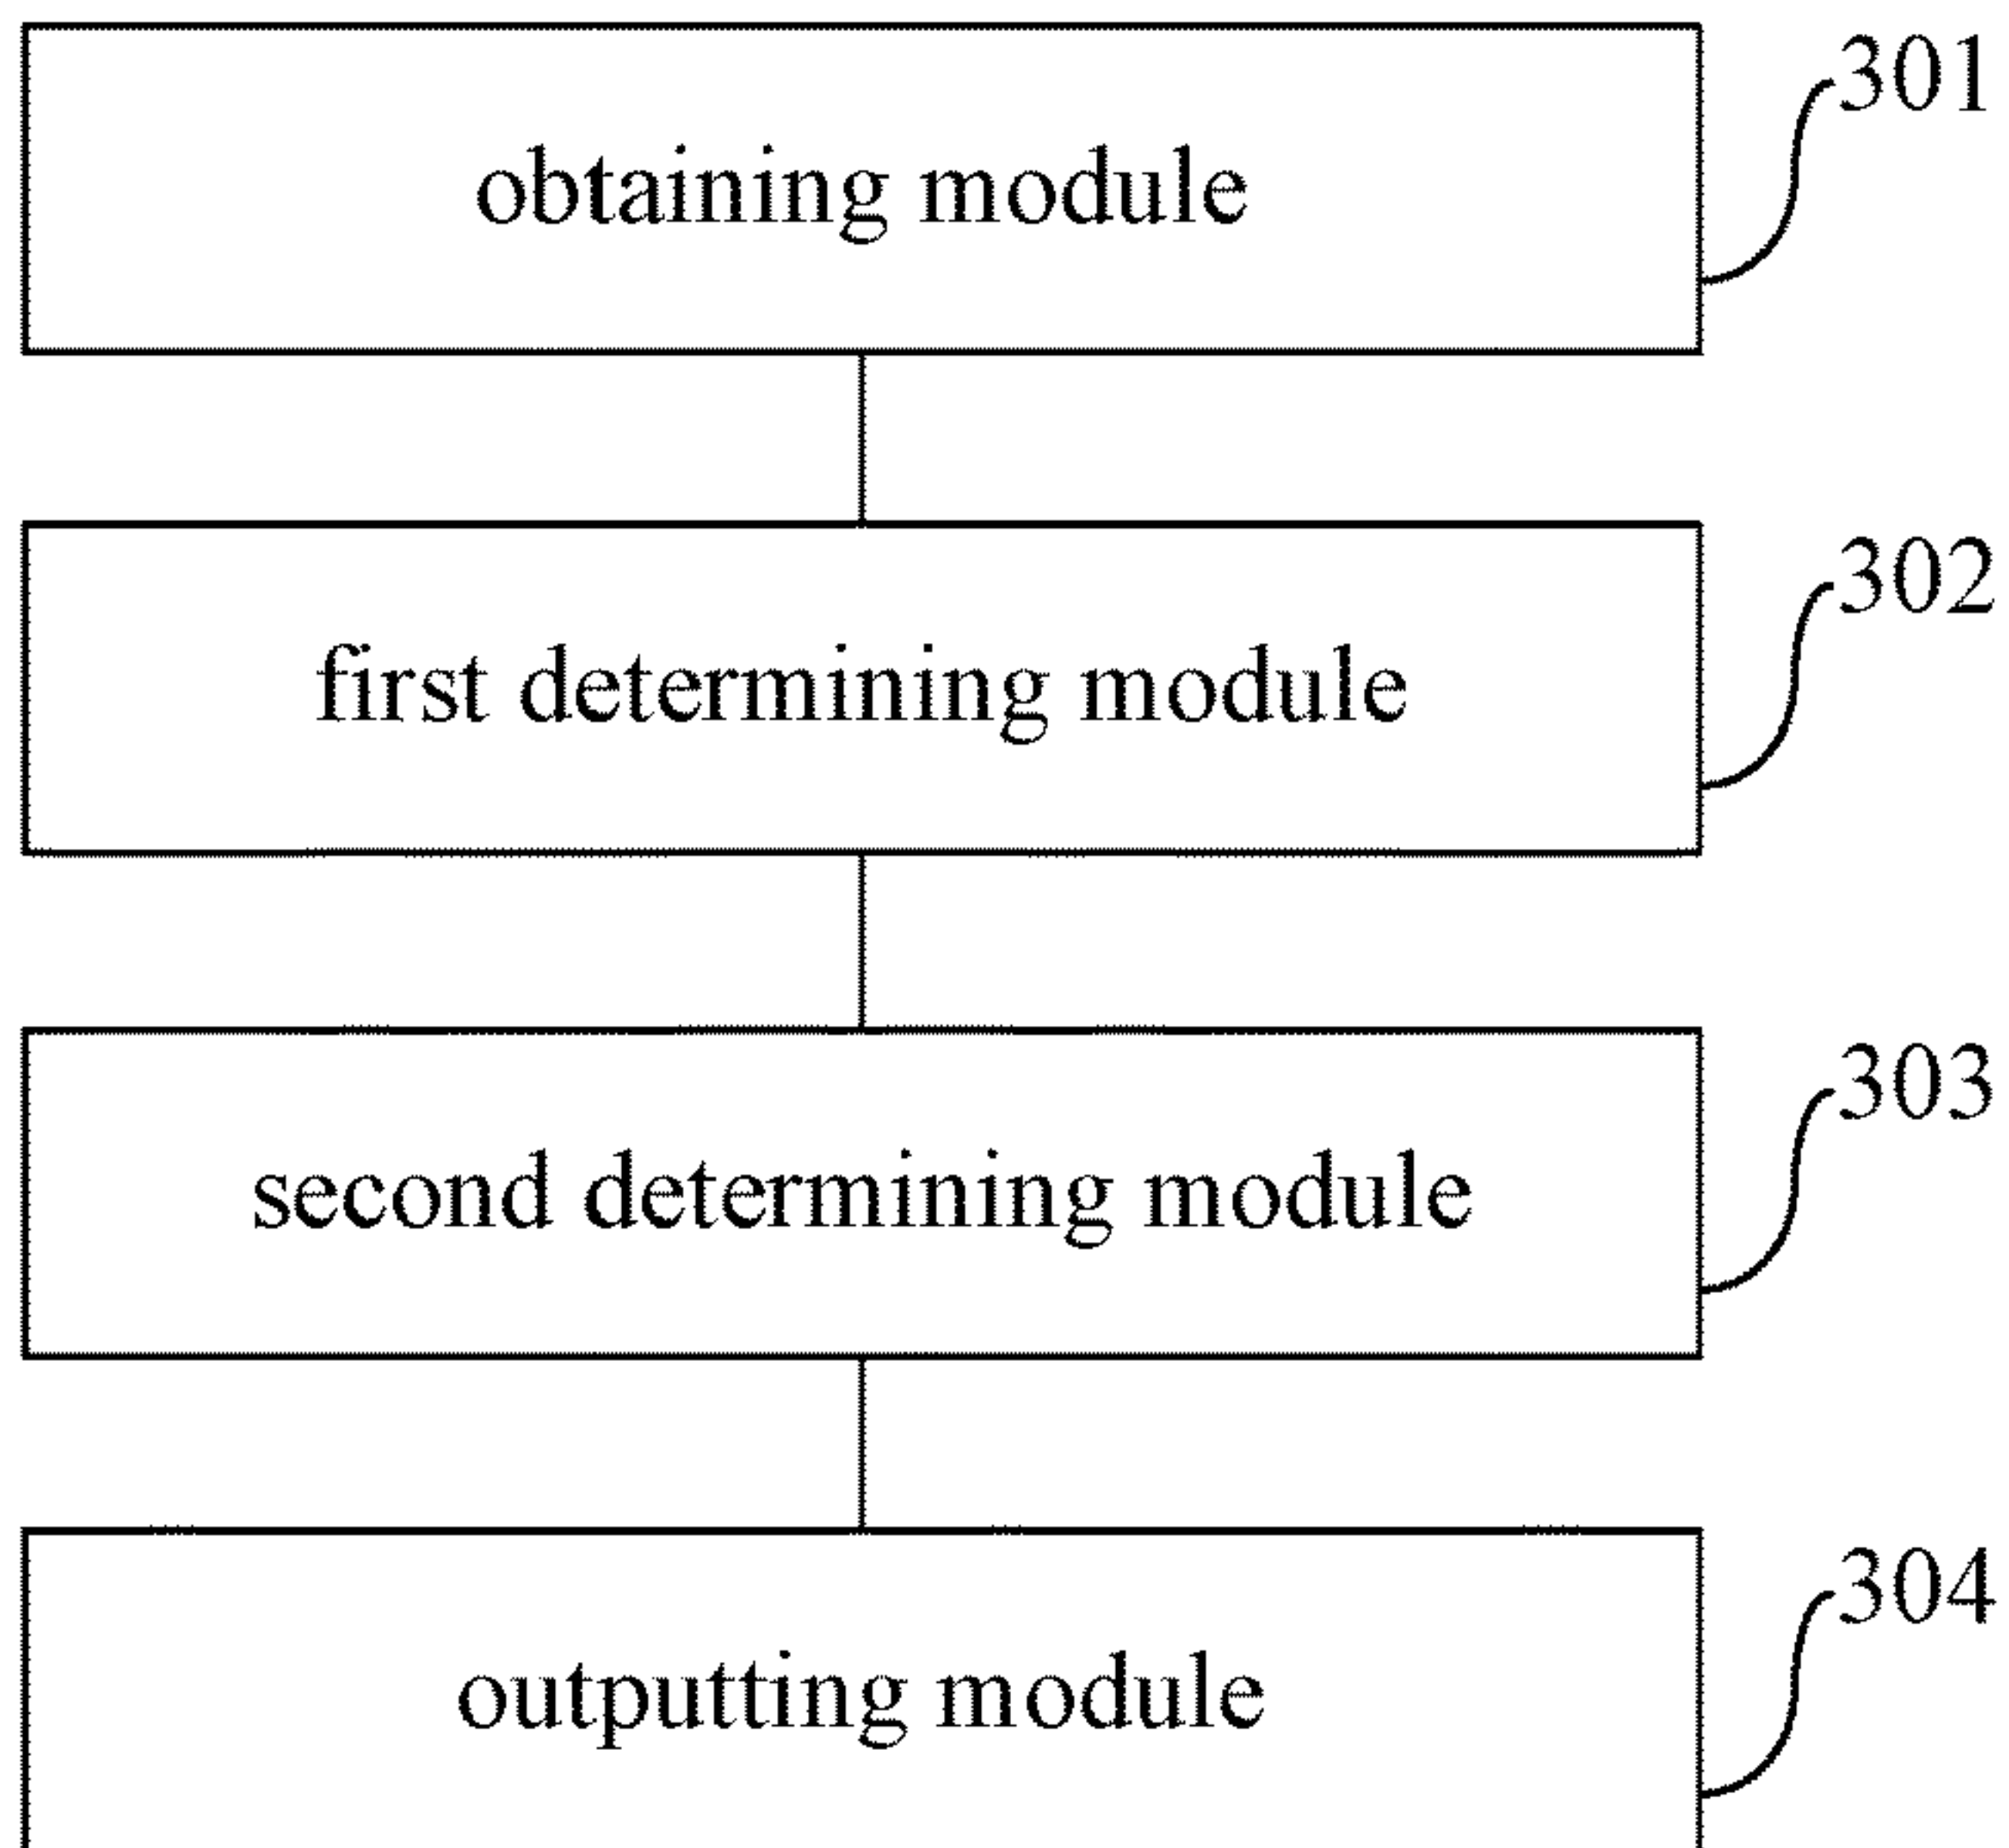 301
obtaining module
302
first determining module
303
second determining module
304
outputting module